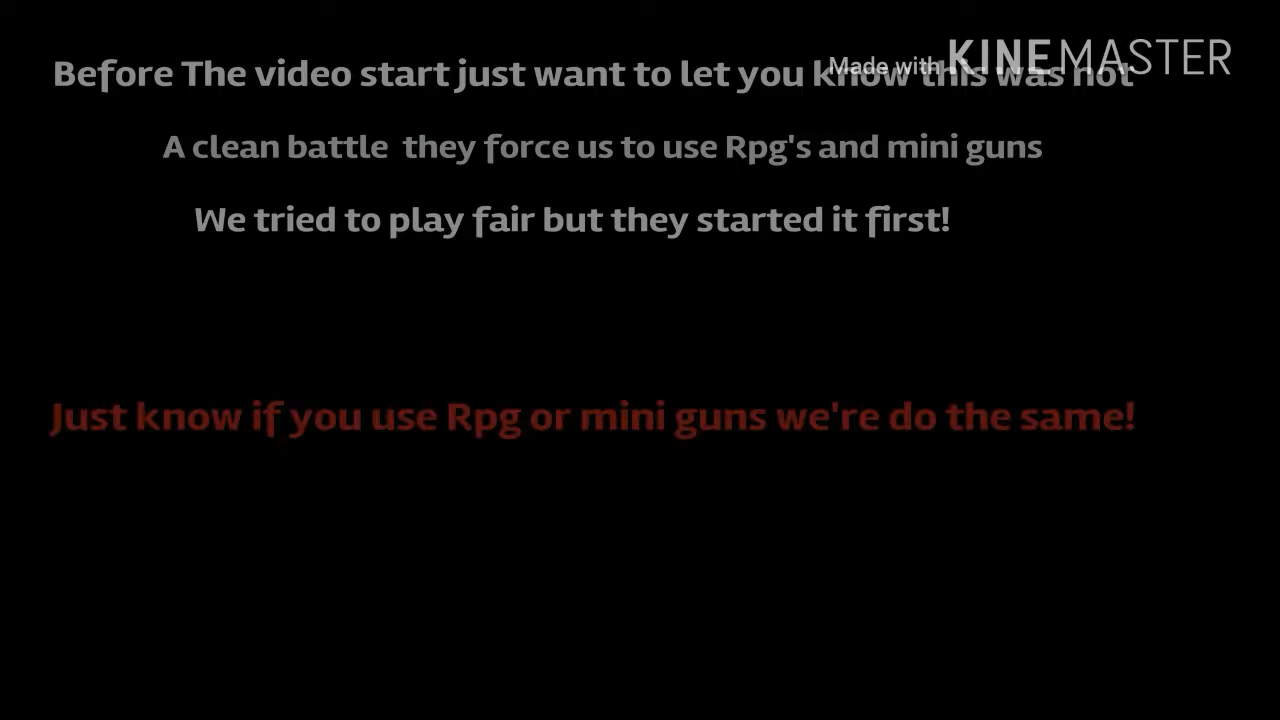 Before The video start just want to let you know this was not
Made with KINEMASTER
A clean battle they force us to use Rpg's and mini guns
We tried to play fair but they started it first!
Just know if you use Rpg or mini guns we're do the same!